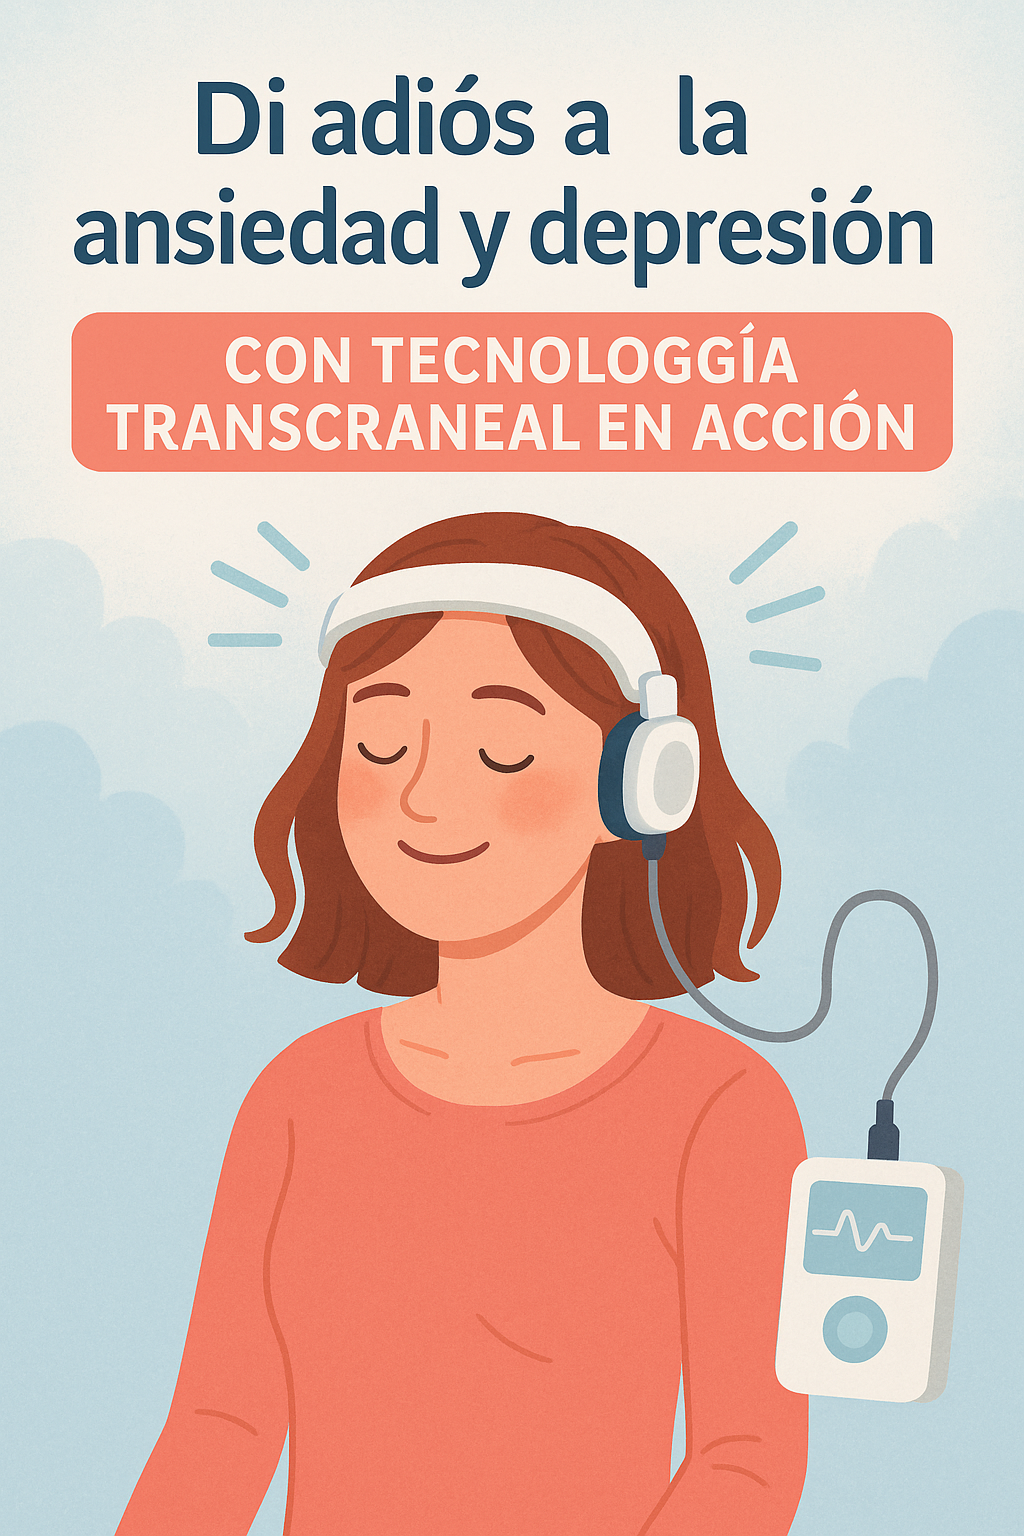 Di adiós a la
ansiedad y depresión
CON TECNOLOGGÍA
TRANSCRANEAL EN ACCIÓN